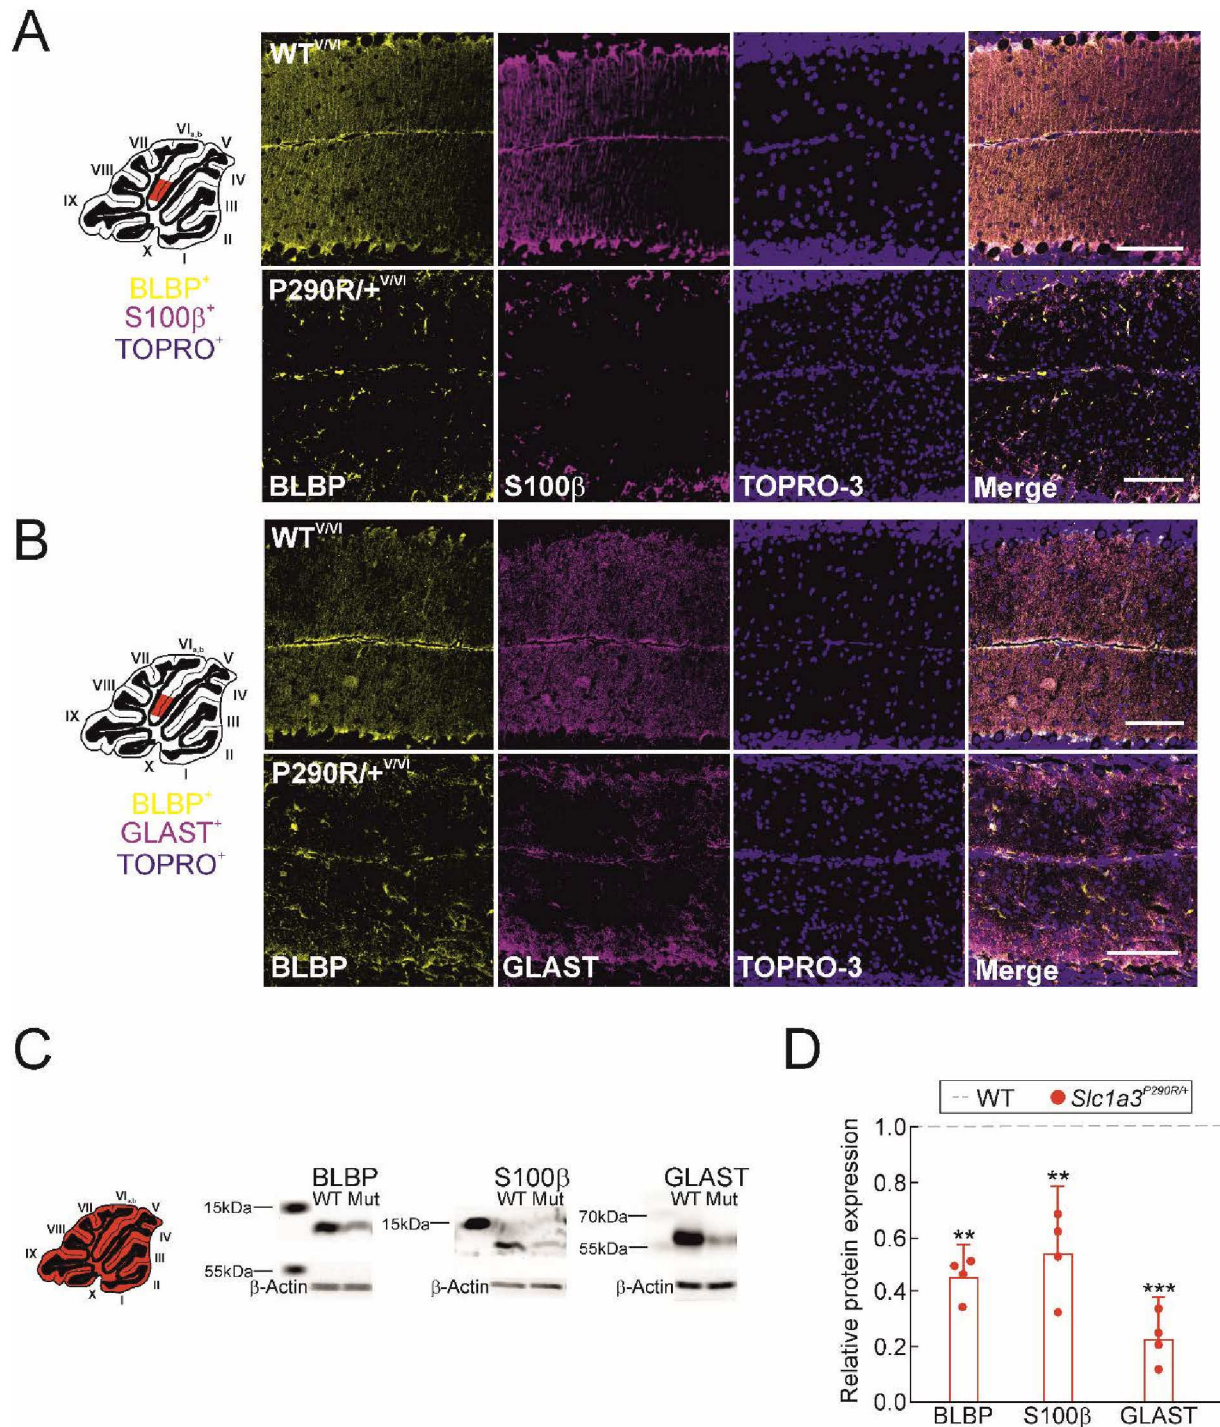 A
WT^V/VI
VI_a,b
VII
V
VIII
IV
IX
III
II
X
I
BLBP⁺
S100β⁺
TOPRO⁺
P290R/+^V/VI
BLBP
S100β
TOPRO-3
Merge
B
WT^V/VI
VI_a,b
VII
V
VIII
IV
IX
III
II
X
I
BLBP⁺
GLAST⁺
TOPRO⁺
P290R/+^V/VI
BLBP
GLAST
TOPRO-3
Merge
C
VI_a,b
VII
V
VIII
IV
IX
III
II
X
I
BLBP
WT Mut
15kDa
55kDa
β-Actin
S100β
WT Mut
15kDa
β-Actin
GLAST
WT Mut
70kDa
55kDa
β-Actin
D
WT
Slc1a3^P290R/+
Relative protein expression
1.0
0.8
0.6
0.4
0.2
0.0
**
**
***
BLBP
S100β
GLAST